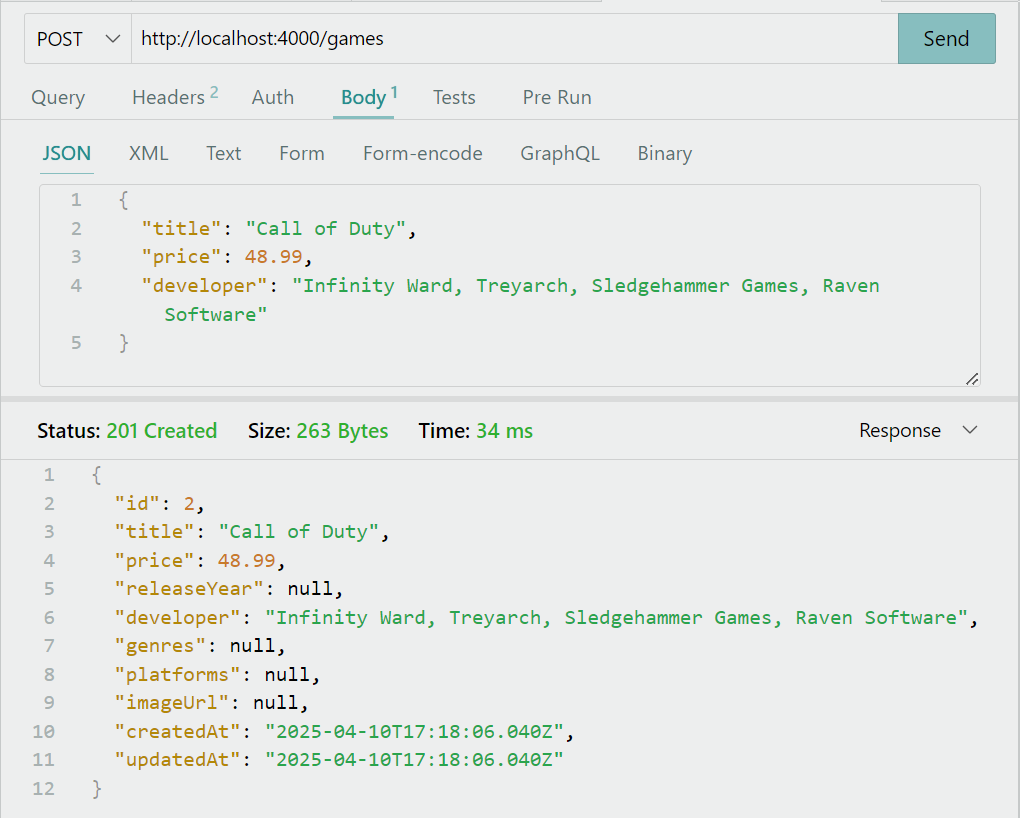 POST http://localhost:4000/games Send
Query Headers 2 Auth Body 1 Tests Pre Run
JSON XML Text Form Form-encode GraphQL Binary
1 {
2 "title": "Call of Duty",
3 "price": 48.99,
4 "developer": "Infinity Ward, Treyarch, Sledgehammer Games, Raven
Software"
5 }
Status: 201 Created Size: 263 Bytes Time: 34 ms Response
1 {
2 "id": 2,
3 "title": "Call of Duty",
4 "price": 48.99,
5 "releaseYear": null,
6 "developer": "Infinity Ward, Treyarch, Sledgehammer Games, Raven Software",
7 "genres": null,
8 "platforms": null,
9 "imageUrl": null,
10 "createdAt": "2025-04-10T17:18:06.040Z",
11 "updatedAt": "2025-04-10T17:18:06.040Z"
12 }